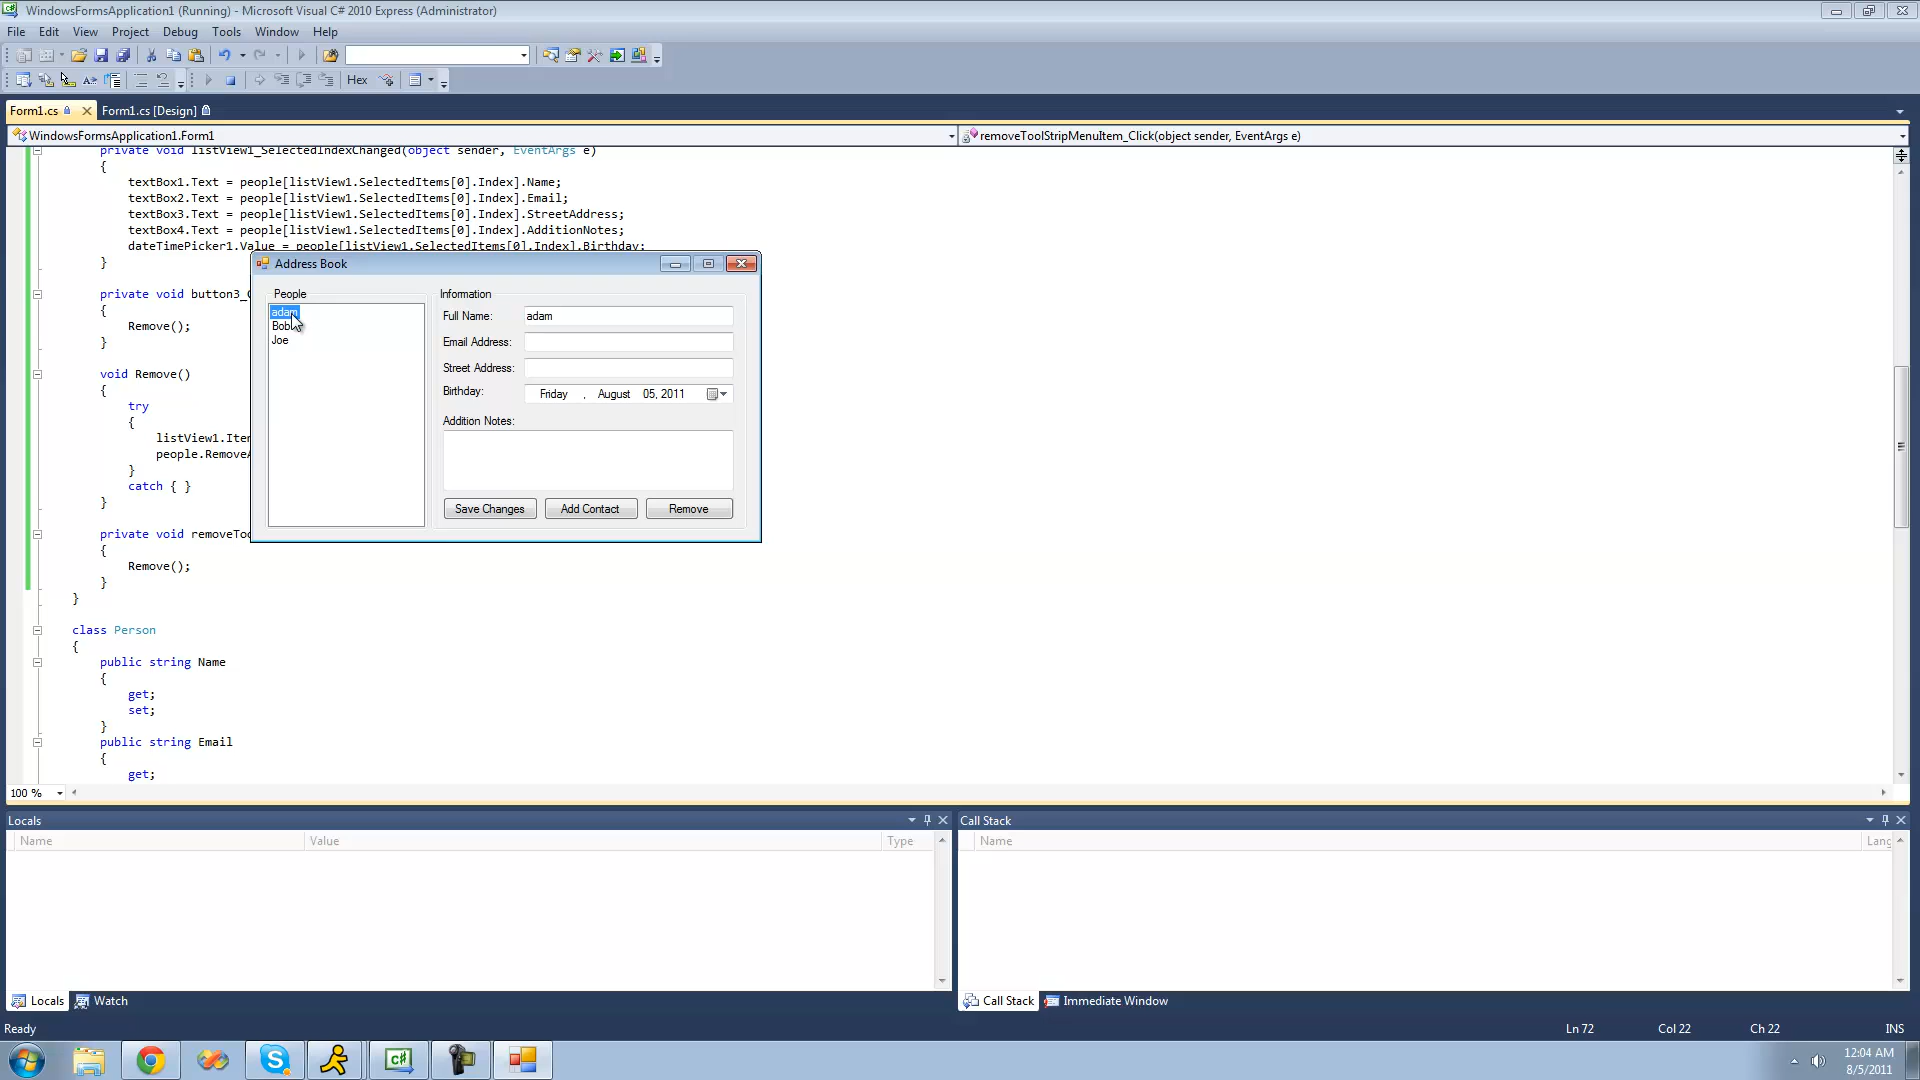 WindowsFormsApplication1 (Running) - Microsoft Visual C# 2010 Express (Administrator)
File Edit View Project Debug Tools Window Help
Hex
Form1.cs Form1.cs [Design]
WindowsFormsApplication1.Form1
removeToolStripMenuItem_Click(object sender, EventArgs e)
private void listView1_SelectedIndexChanged(object sender, EventArgs e)
{
textBox1.Text = people[listView1.SelectedItems[0].Index].Name;
textBox2.Text = people[listView1.SelectedItems[0].Index].Email;
textBox3.Text = people[listView1.SelectedItems[0].Index].StreetAddress;
textBox4.Text = people[listView1.SelectedItems[0].Index].AdditionNotes;
dateTimePicker1.Value = people[listView1.SelectedItems[0].Index].Birthday;
}
private void button3_
{
Remove();
}
void Remove()
{
try
{
listView1.Iter
people.Remove
}
catch { }
}
private void removeToo
{
Remove();
}
}
class Person
{
public string Name
{
get;
set;
}
public string Email
{
get;
Address Book
People
adam
Bob
Joe
Information
Full Name: adam
Email Address:
Street Address:
Birthday: Friday , August 05, 2011
Addition Notes:
Save Changes Add Contact Remove
100 %
Locals
Name Value Type
Call Stack
Name Lang
Locals Watch
Call Stack Immediate Window
Ready
Ln 72 Col 22 Ch 22 INS
12:04 AM
8/5/2011